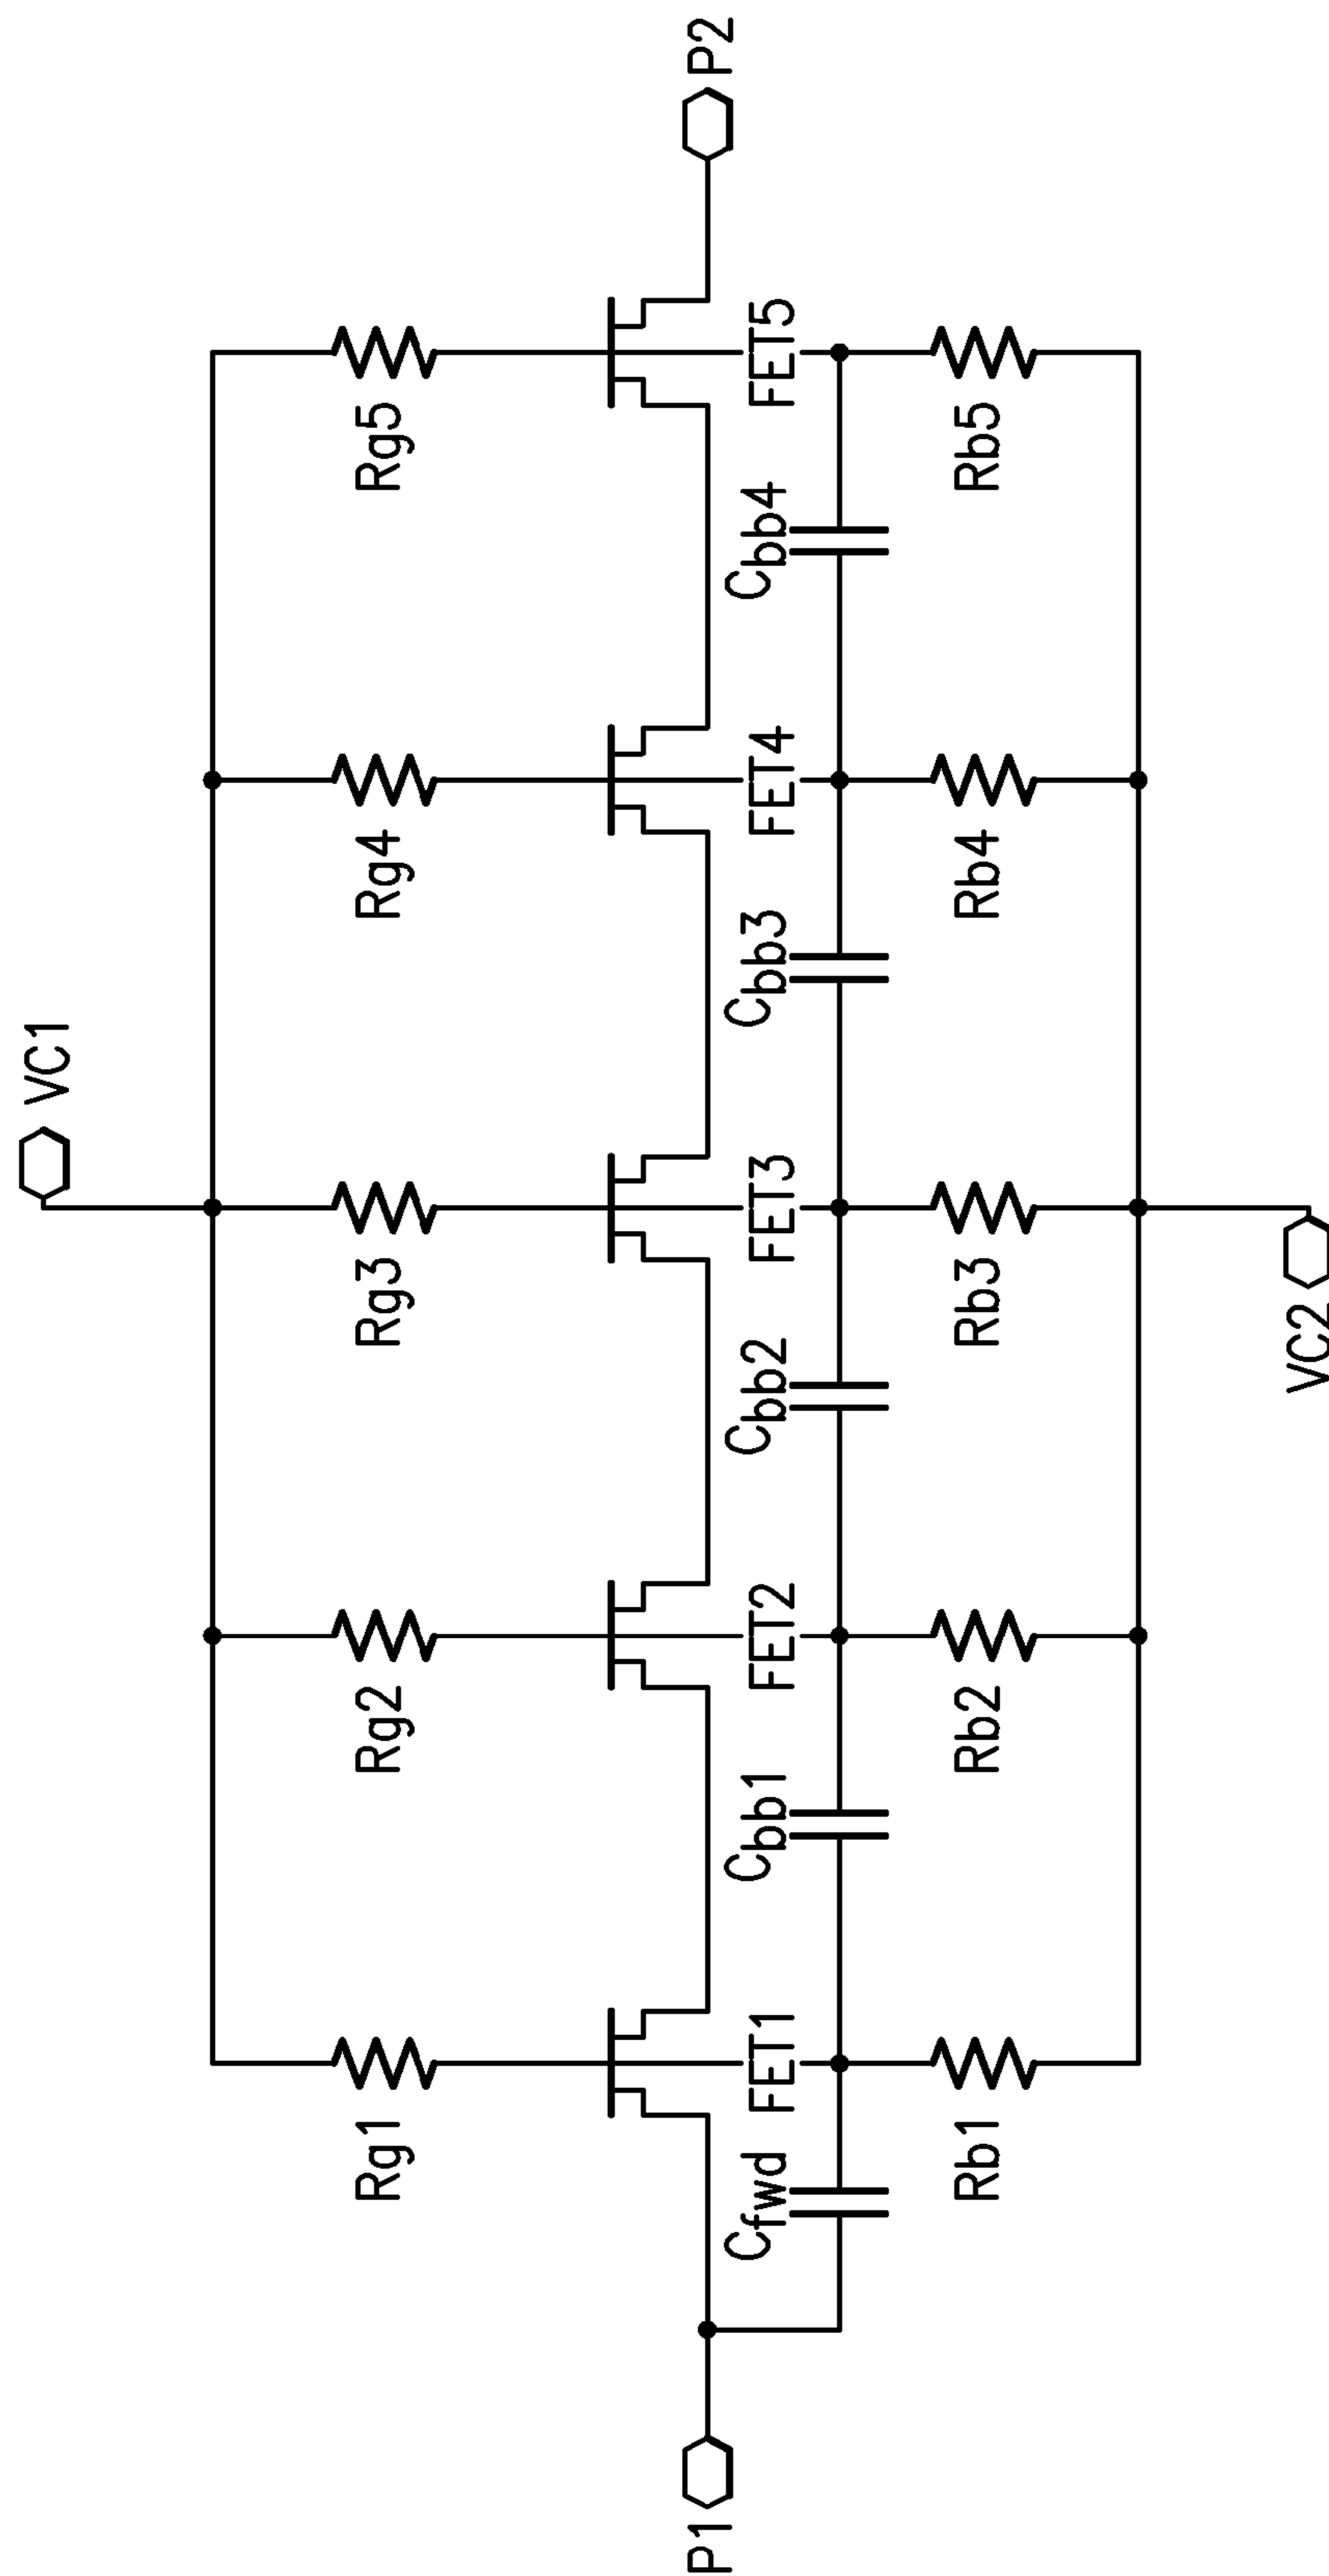 VC1
Rg1
Rg2
Rg3
Rg4
Rg5
P1
P2
FET1
FET2
FET3
FET4
FET5
Cfwd
Cbb1
Cbb2
Cbb3
Cbb4
Rb1
Rb2
Rb3
Rb4
Rb5
VC2